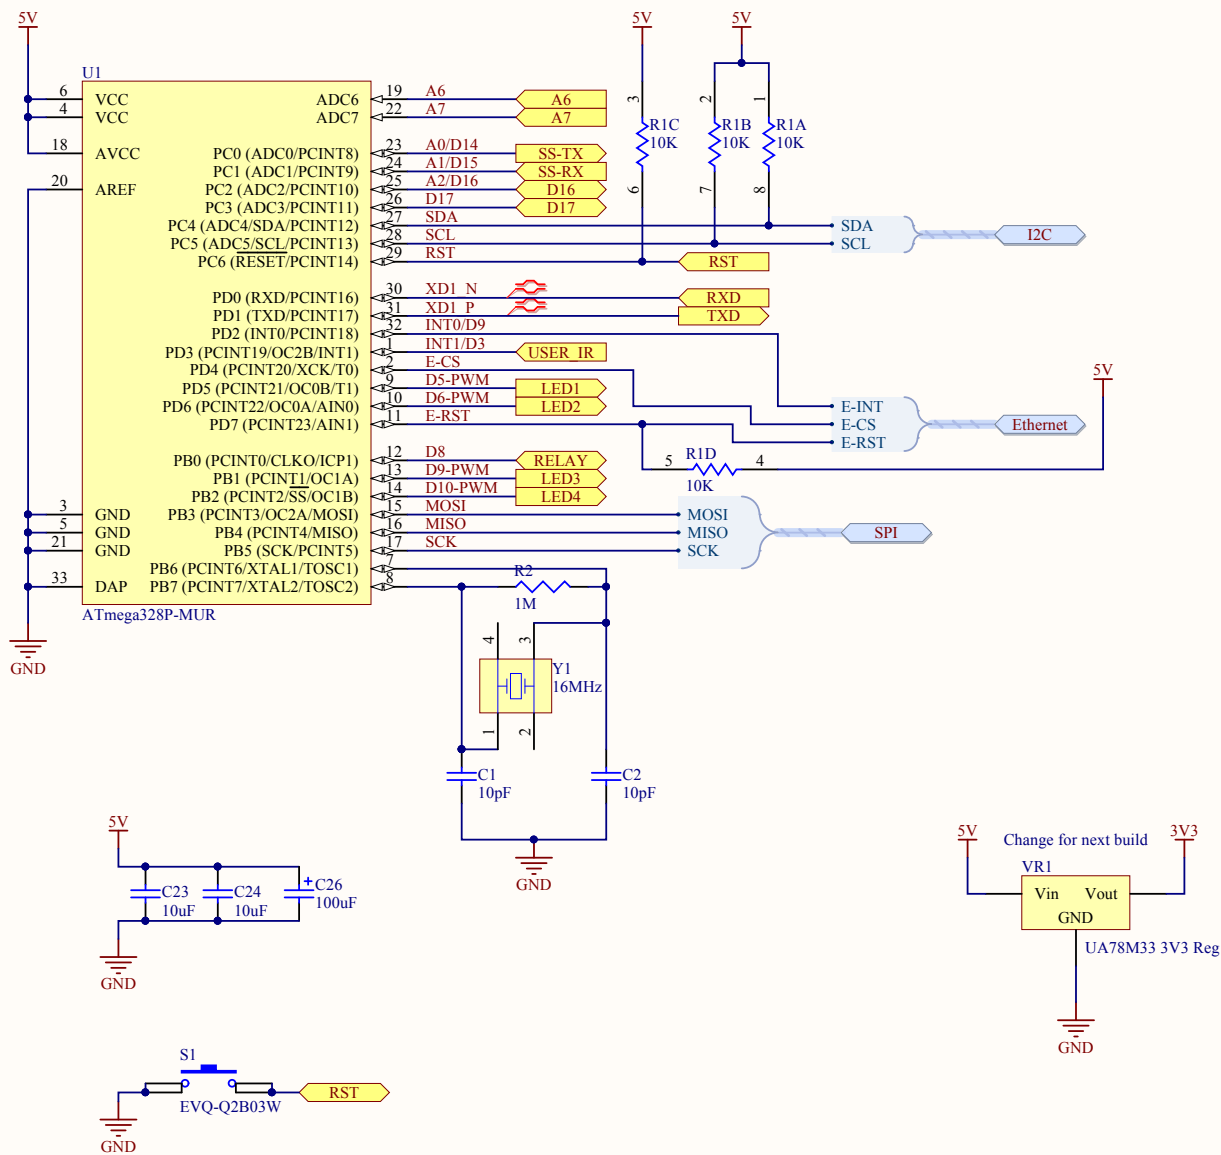 5V
5V
5V
U1
6 VCC
4 VCC
18 AVCC
20 AREF
3 GND
5 GND
21 GND
33 DAP
ADC6 19 A6 A6
ADC7 22 A7 A7
PC0 (ADC0/PCINT8) 23 A0/D14 SS-TX
PC1 (ADC1/PCINT9) 24 A1/D15 SS-RX
PC2 (ADC2/PCINT10) 25 A2/D16 D16
PC3 (ADC3/PCINT11) 26 D17 D17
PC4 (ADC4/SDA/PCINT12) 27 SDA
PC5 (ADC5/SCL/PCINT13) 28 SCL
PC6 (RESET/PCINT14) 29 RST RST
PD0 (RXD/PCINT16) 30 XD1_N RXD
PD1 (TXD/PCINT17) 31 XD1_P TXD
PD2 (INT0/PCINT18) 32 INT0/D9
PD3 (PCINT19/OC2B/INT1) 1 INT1/D3 USER_IR
PD4 (PCINT20/XCK/T0) 2 E-CS
PD5 (PCINT21/OC0B/T1) 9 D5-PWM LED1
PD6 (PCINT22/OC0A/AIN0) 10 D6-PWM LED2
PD7 (PCINT23/AIN1) 11 E-RST
PB0 (PCINT0/CLKO/ICP1) 12 D8 RELAY
PB1 (PCINT1/OC1A) 13 D9-PWM LED3
PB2 (PCINT2/SS/OC1B) 14 D10-PWM LED4
PB3 (PCINT3/OC2A/MOSI) 15 MOSI
PB4 (PCINT4/MISO) 16 MISO
PB5 (SCK/PCINT5) 17 SCK
PB6 (PCINT6/XTAL1/TOSC1) 7
PB7 (PCINT7/XTAL2/TOSC2) 8
ATmega328P-MUR
GND
3
R1C
10K
6
2
R1B
10K
7
1
R1A
10K
8
SDA
SCL
I2C
5V
E-INT
E-CS
E-RST
Ethernet
5 R1D 4
10K
MOSI
MISO
SCK
SPI
R2
1M
4 3
Y1
16MHz
1 2
C1
10pF
C2
10pF
GND
5V
C23
10uF
C24
10uF
+ C26
100uF
GND
5V Change for next build 3V3
VR1
Vin Vout
GND
UA78M33 3V3 Reg
GND
S1
RST
EVQ-Q2B03W
GND